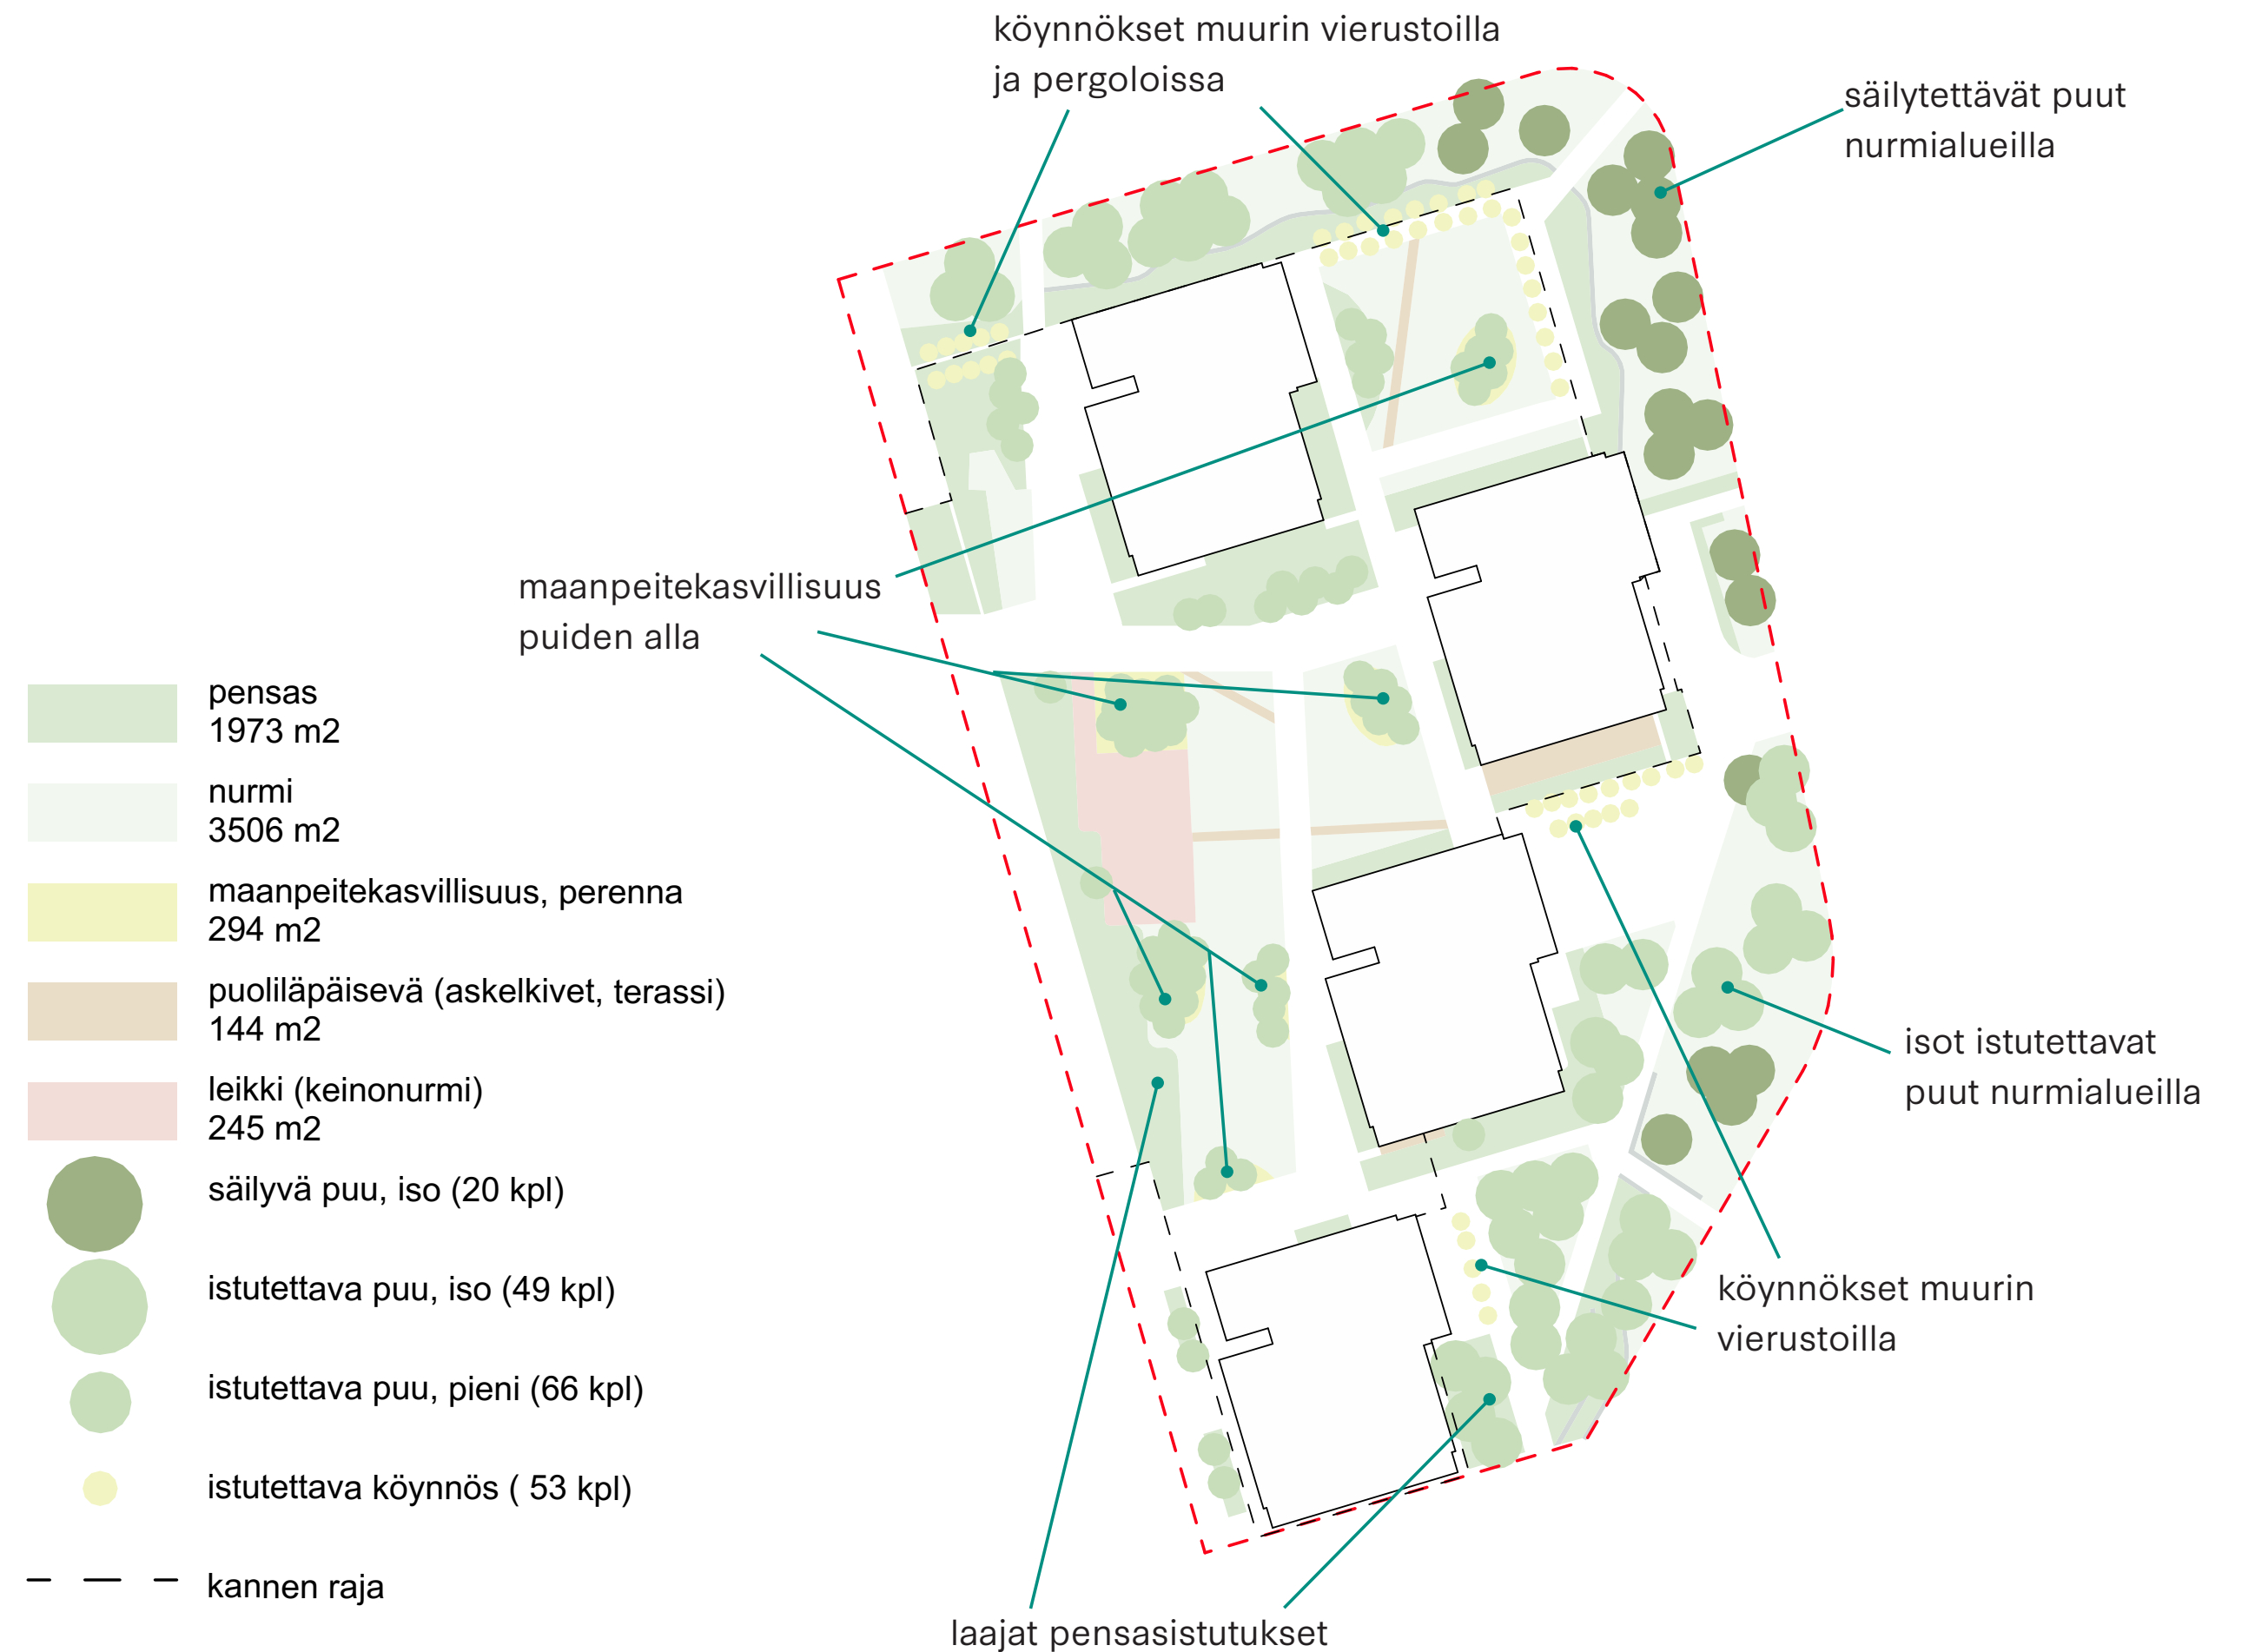 köynnökset muurin vierustoilla
ja pergoloissa
säilytettävät puut
nurmialueilla
maanpeitekasvillisuus
puiden alla
pensas
1973 m2
nurmi
3506 m2
maanpeitekasvillisuus, perenna
294 m2
puoliläpäisevä (askelkivet, terassi)
144 m2
leikki (keinonurmi)
245 m2
säilyvä puu, iso (20 kpl)
istutettava puu, iso (49 kpl)
istutettava puu, pieni (66 kpl)
istutettava köynnös ( 53 kpl)
kannen raja
isot istutettavat
puut nurmialueilla
köynnökset muurin
vierustoilla
laajat pensasistutukset